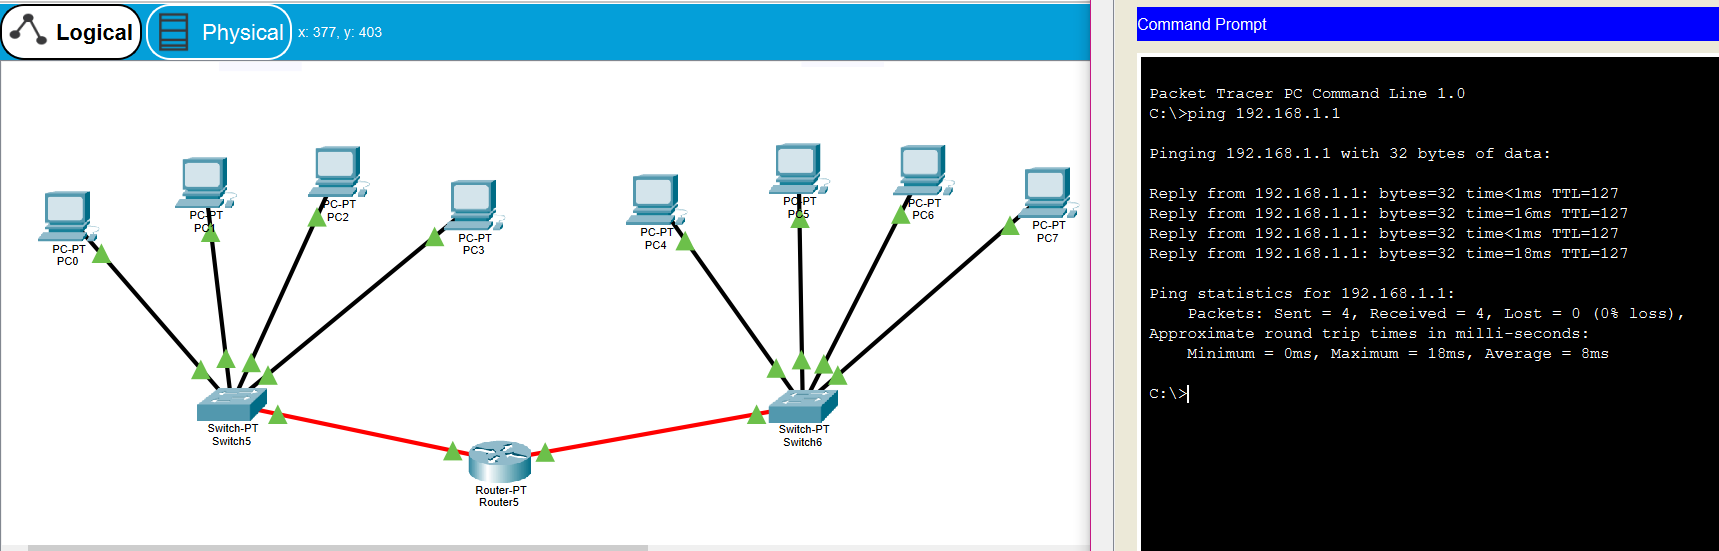 Logical
Physical
x: 377, y: 403
PC-PT
PC0
PC-PT
PC1
PC-PT
PC2
PC-PT
PC3
PC-PT
PC4
PC-PT
PC5
PC-PT
PC6
PC-PT
PC7
Switch-PT
Switch5
Switch-PT
Switch6
Router-PT
Router5
Command Prompt
Packet Tracer PC Command Line 1.0
C:\>ping 192.168.1.1
Pinging 192.168.1.1 with 32 bytes of data:
Reply from 192.168.1.1: bytes=32 time<1ms TTL=127
Reply from 192.168.1.1: bytes=32 time=16ms TTL=127
Reply from 192.168.1.1: bytes=32 time<1ms TTL=127
Reply from 192.168.1.1: bytes=32 time=18ms TTL=127
Ping statistics for 192.168.1.1:
Packets: Sent = 4, Received = 4, Lost = 0 (0% loss),
Approximate round trip times in milli-seconds:
Minimum = 0ms, Maximum = 18ms, Average = 8ms
C:\>